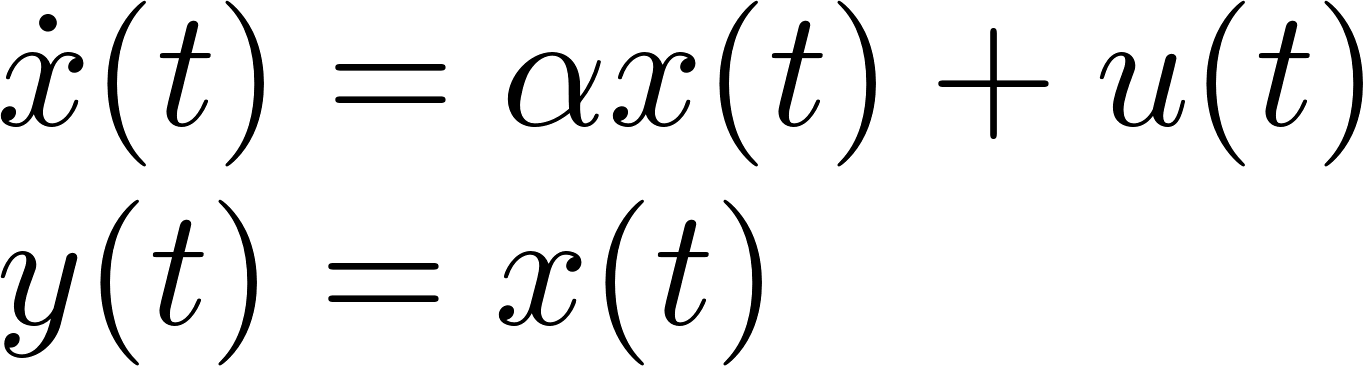 ẋ(t) = αx(t) + u(t)
y(t) = x(t)